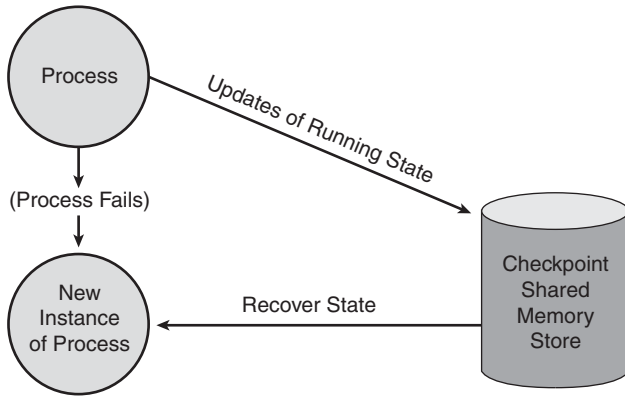 Process
Updates of Running State
(Process Fails)
New
Instance
of Process
Recover State
Checkpoint
Shared
Memory
Store